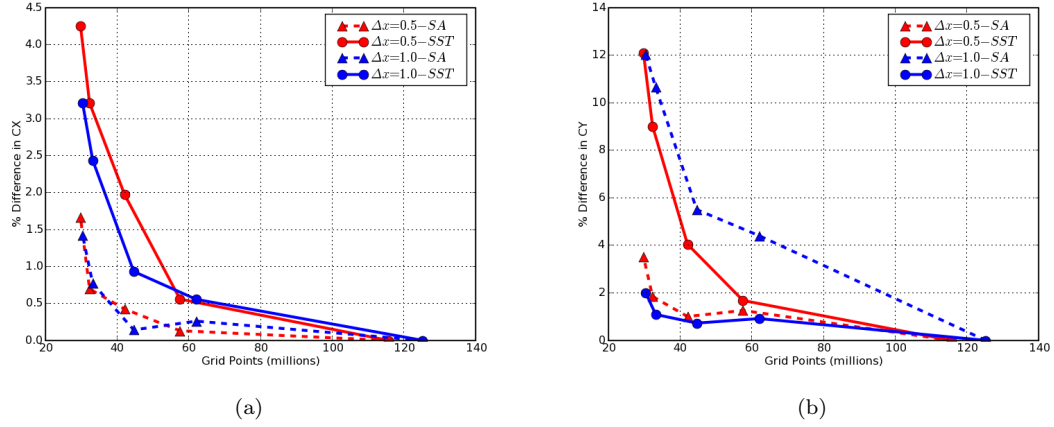 4.5
4.0
3.5
3.0
2.5
2.0
1.5
1.0
0.5
0.0
20
40
60
80
100
120
140
% Difference in CX
Grid Points (millions)
Δx=0.5−SA
Δx=0.5−SST
Δx=1.0−SA
Δx=1.0−SST
(a)
14
12
10
8
6
4
2
0
20
40
60
80
100
120
140
% Difference in CY
Grid Points (millions)
Δx=0.5−SA
Δx=0.5−SST
Δx=1.0−SA
Δx=1.0−SST
(b)